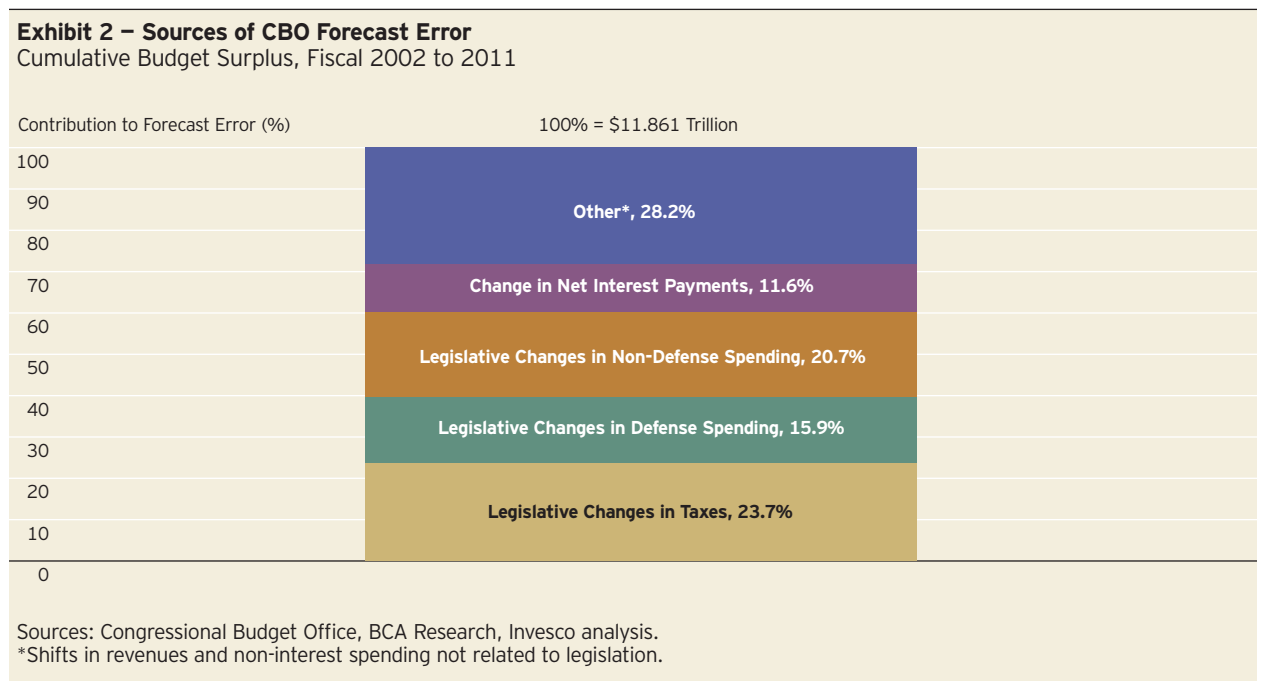 Exhibit 2 – Sources of CBO Forecast Error
Cumulative Budget Surplus, Fiscal 2002 to 2011
Contribution to Forecast Error (%)
100% = $11.861 Trillion
100
90
Other*, 28.2%
80
70
Change in Net Interest Payments, 11.6%
60
50
Legislative Changes in Non-Defense Spending, 20.7%
40
Legislative Changes in Defense Spending, 15.9%
30
20
Legislative Changes in Taxes, 23.7%
10
0
Sources: Congressional Budget Office, BCA Research, Invesco analysis.
*Shifts in revenues and non-interest spending not related to legislation.